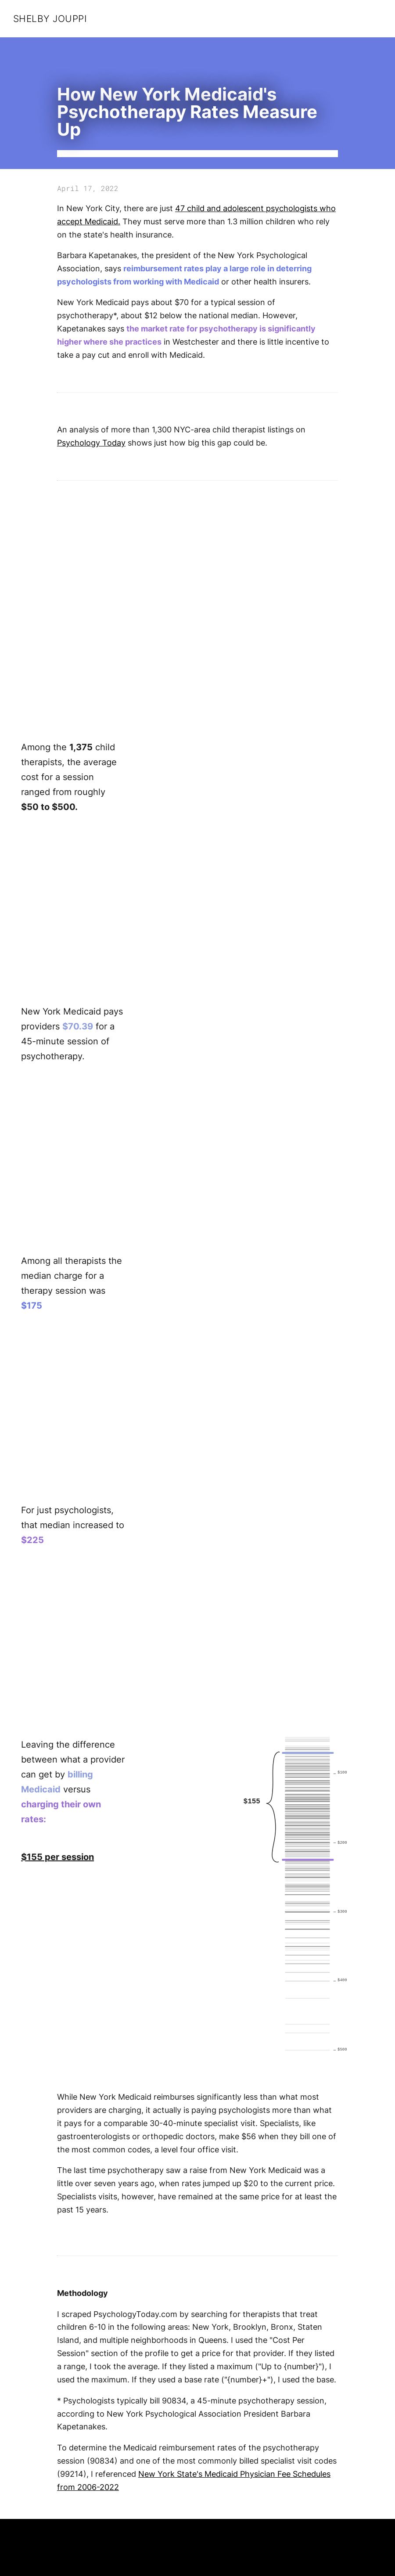 SHELBY JOUPPI
How New York Medicaid's
Psychotherapy Rates Measure
Up
April 17, 2022
In New York City, there are just 47 child and adolescent psychologists who
accept Medicaid. They must serve more than 1.3 million children who rely
on the state's health insurance.
Barbara Kapetanakes, the president of the New York Psychological
Association, says reimbursement rates play a large role in deterring
psychologists from working with Medicaid or other health insurers.
New York Medicaid pays about $70 for a typical session of
psychotherapy*, about $12 below the national median. However,
Kapetanakes says the market rate for psychotherapy is significantly
higher where she practices in Westchester and there is little incentive to
take a pay cut and enroll with Medicaid.
An analysis of more than 1,300 NYC-area child therapist listings on
Psychology Today shows just how big this gap could be.
Among the 1,375 child
therapists, the average
cost for a session
ranged from roughly
$50 to $500.
New York Medicaid pays
providers $70.39 for a
45-minute session of
psychotherapy.
Among all therapists the
median charge for a
therapy session was
$175
For just psychologists,
that median increased to
$225
Leaving the difference
between what a provider
can get by billing
Medicaid versus
charging their own
rates:
$155 per session
$155
$100
$200
$300
$400
$500
While New York Medicaid reimburses significantly less than what most
providers are charging, it actually is paying psychologists more than what
it pays for a comparable 30-40-minute specialist visit. Specialists, like
gastroenterologists or orthopedic doctors, make $56 when they bill one of
the most common codes, a level four office visit.
The last time psychotherapy saw a raise from New York Medicaid was a
little over seven years ago, when rates jumped up $20 to the current price.
Specialists visits, however, have remained at the same price for at least the
past 15 years.
Methodology
I scraped PsychologyToday.com by searching for therapists that treat
children 6-10 in the following areas: New York, Brooklyn, Bronx, Staten
Island, and multiple neighborhoods in Queens. I used the "Cost Per
Session" section of the profile to get a price for that provider. If they listed
a range, I took the average. If they listed a maximum ("Up to {number}"), I
used the maximum. If they used a base rate ("{number}+"), I used the base.
* Psychologists typically bill 90834, a 45-minute psychotherapy session,
according to New York Psychological Association President Barbara
Kapetanakes.
To determine the Medicaid reimbursement rates of the psychotherapy
session (90834) and one of the most commonly billed specialist visit codes
(99214), I referenced New York State's Medicaid Physician Fee Schedules
from 2006-2022